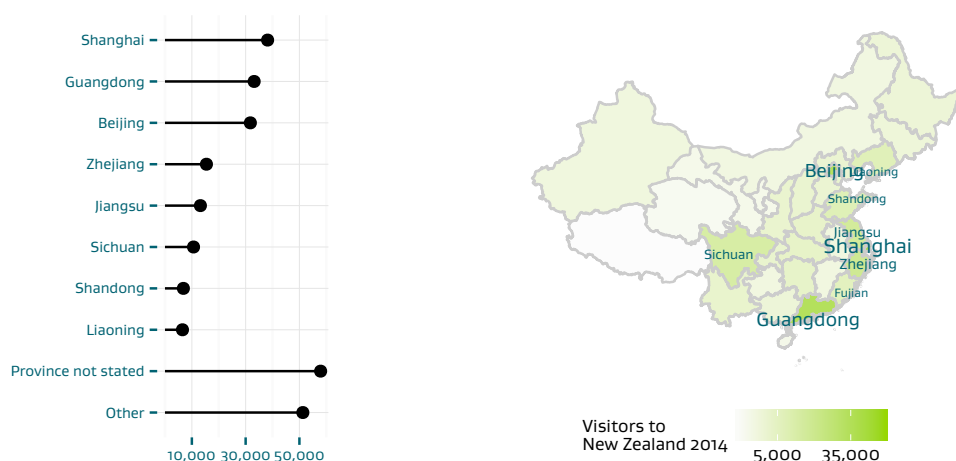 Shanghai
Guangdong
Beijing
Zhejiang
Jiangsu
Sichuan
Shandong
Liaoning
Province not stated
Other
10,000 30,000 50,000
Beijing
Liaoning
Shandong
Jiangsu
Shanghai
Sichuan
Zhejiang
Fujian
Guangdong
Visitors to
New Zealand 2014
5,000 35,000